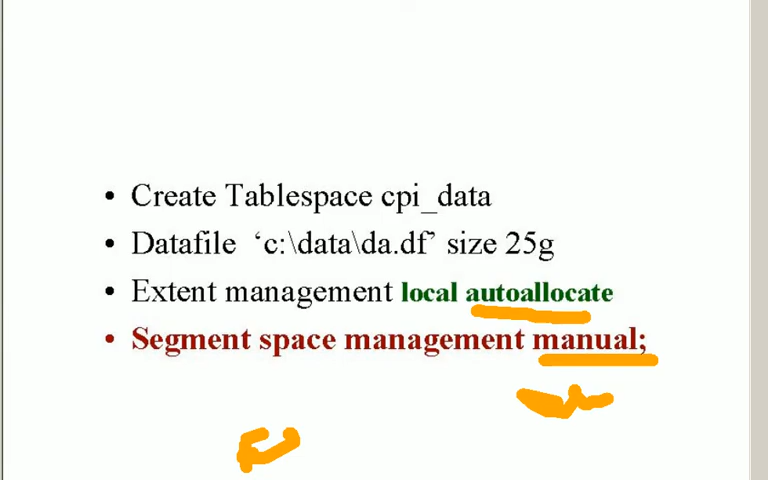 • Create Tablespace cpi_data
• Datafile ‘c:\data\da.df’ size 25g
• Extent management local autoallocate
• Segment space management manual;